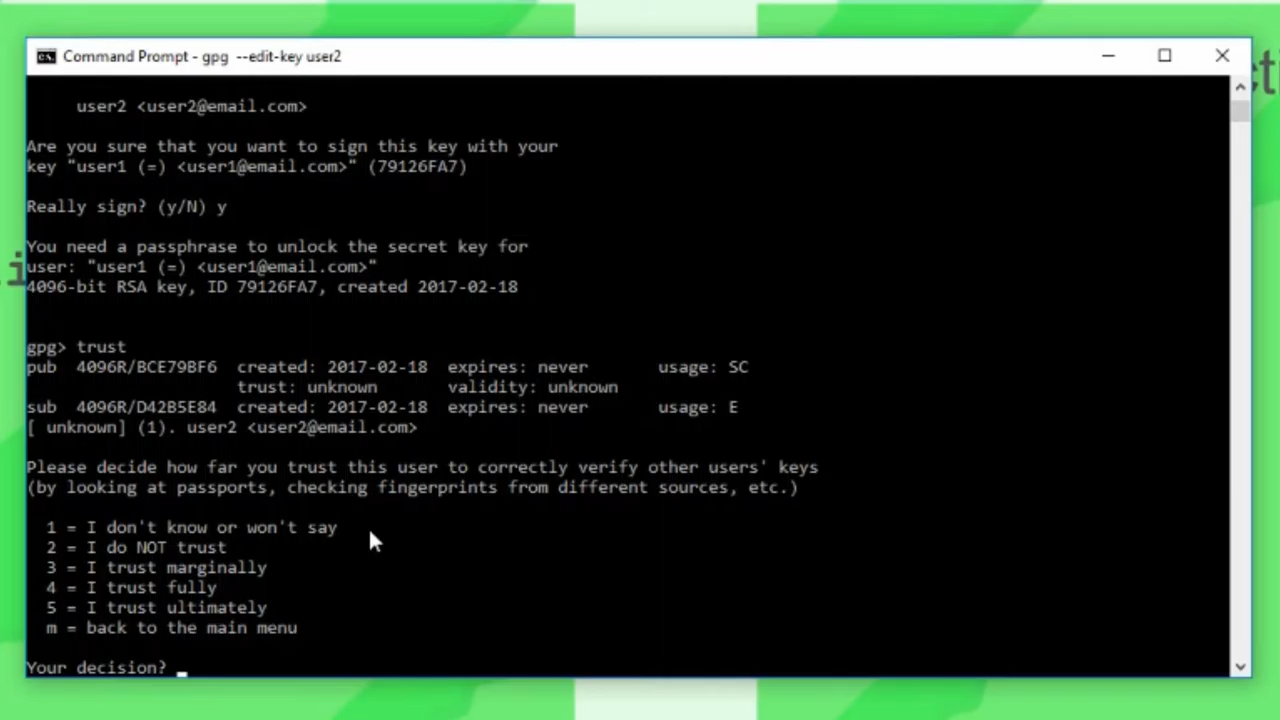 Command Prompt - gpg  --edit-key user2
user2 <user2@email.com>
Are you sure that you want to sign this key with your
key "user1 (=) <user1@email.com>" (79126FA7)
Really sign? (y/N) y
You need a passphrase to unlock the secret key for
user: "user1 (=) <user1@email.com>"
4096-bit RSA key, ID 79126FA7, created 2017-02-18
gpg> trust
pub  4096R/BCE79BF6  created: 2017-02-18  expires: never       usage: SC
trust: unknown       validity: unknown
sub  4096R/D42B5E84  created: 2017-02-18  expires: never       usage: E
[ unknown] (1). user2 <user2@email.com>
Please decide how far you trust this user to correctly verify other users' keys
(by looking at passports, checking fingerprints from different sources, etc.)
1 = I don't know or won't say
2 = I do NOT trust
3 = I trust marginally
4 = I trust fully
5 = I trust ultimately
m = back to the main menu
Your decision?